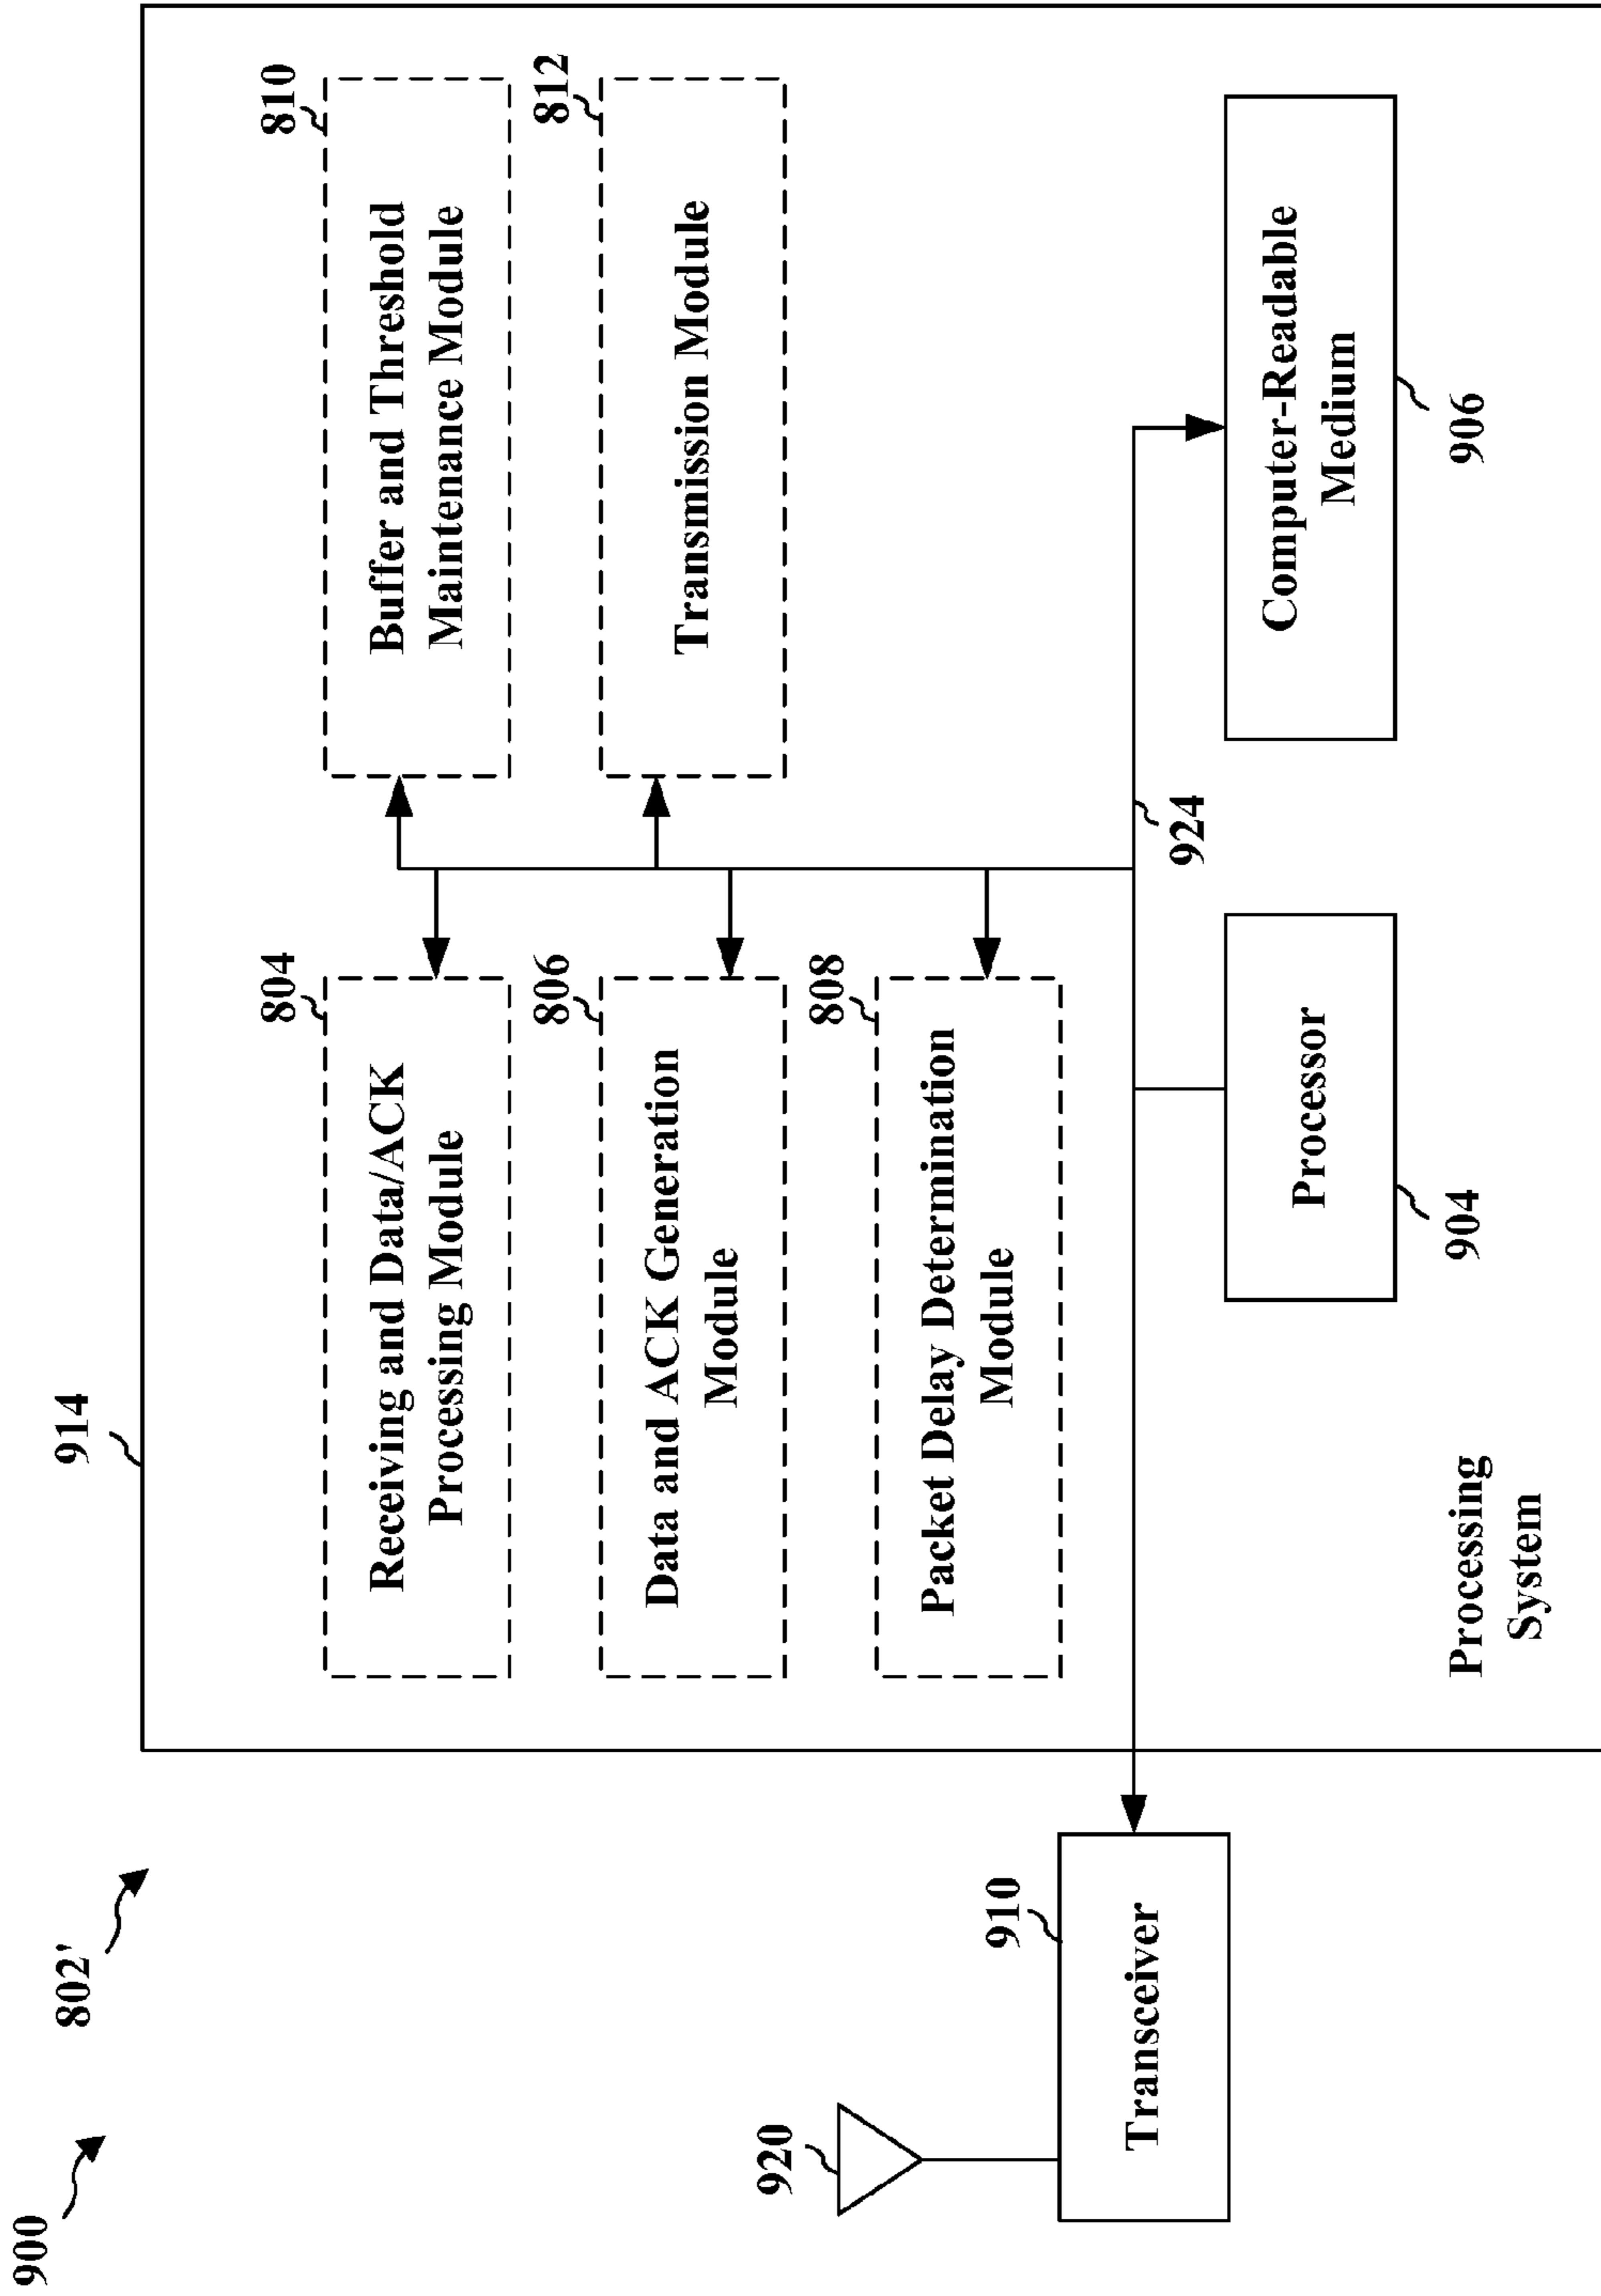 900
802'
914
804
Receiving and Data/ACK
Processing Module
810
Buffer and Threshold
Maintenance Module
806
Data and ACK Generation
Module
812
Transmission Module
808
Packet Delay Determination
Module
920
910
Transceiver
924
Processor
904
Computer-Readable
Medium
906
Processing
System